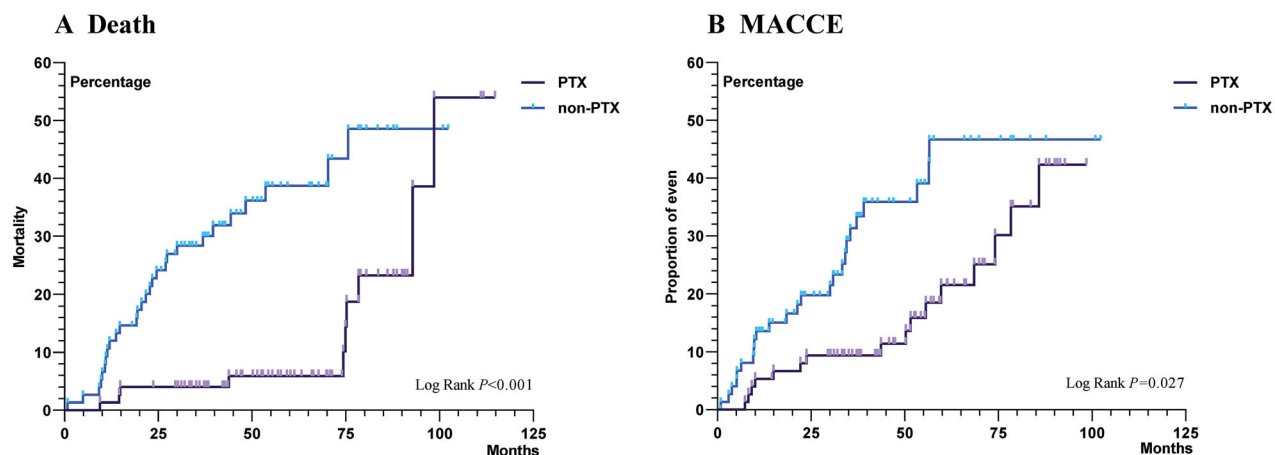 A Death
60
50
40
30
20
10
0
Mortality
Percentage
PTX
non-PTX
Log Rank P<0.001
0 25 50 75 100 125
Months
B MACCE
60
50
40
30
20
10
0
Proportion of even
Percentage
PTX
non-PTX
Log Rank P=0.027
0 25 50 75 100 125
Months